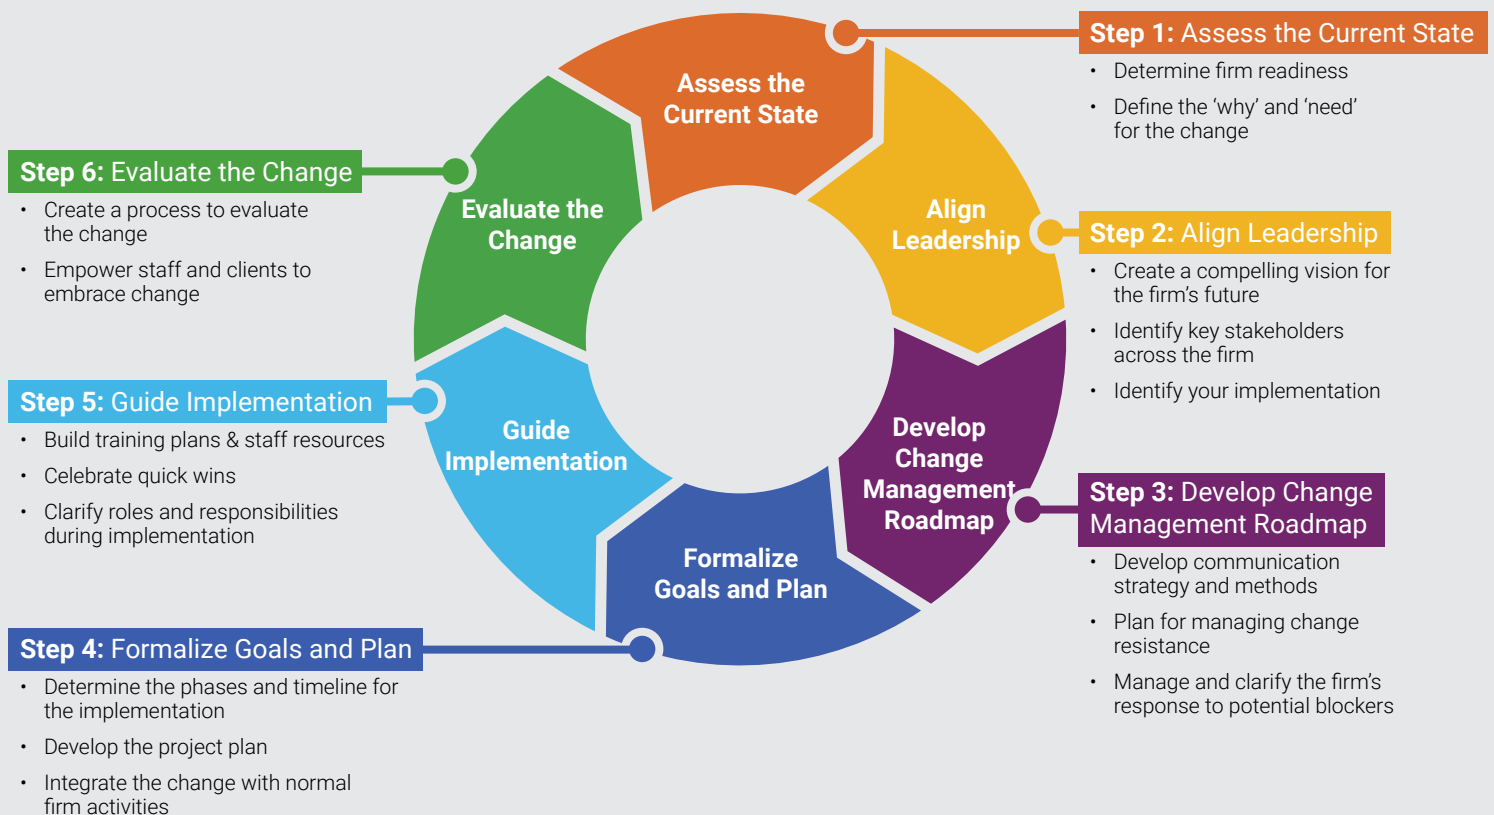 Assess the
Current State
Align
Leadership
Develop
Change
Management
Roadmap
Formalize
Goals and Plan
Guide
Implementation
Evaluate the
Change
Step 1: Assess the Current State
• Determine firm readiness
• Define the ‘why’ and ‘need’
for the change
Step 2: Align Leadership
• Create a compelling vision for
the firm’s future
• Identify key stakeholders
across the firm
• Identify your implementation
Step 3: Develop Change
Management Roadmap
• Develop communication
strategy and methods
• Plan for managing change
resistance
• Manage and clarify the firm’s
response to potential blockers
Step 4: Formalize Goals and Plan
• Determine the phases and timeline for
the implementation
• Develop the project plan
• Integrate the change with normal
firm activities
Step 5: Guide Implementation
• Build training plans & staff resources
• Celebrate quick wins
• Clarify roles and responsibilities
during implementation
Step 6: Evaluate the Change
• Create a process to evaluate
the change
• Empower staff and clients to
embrace change